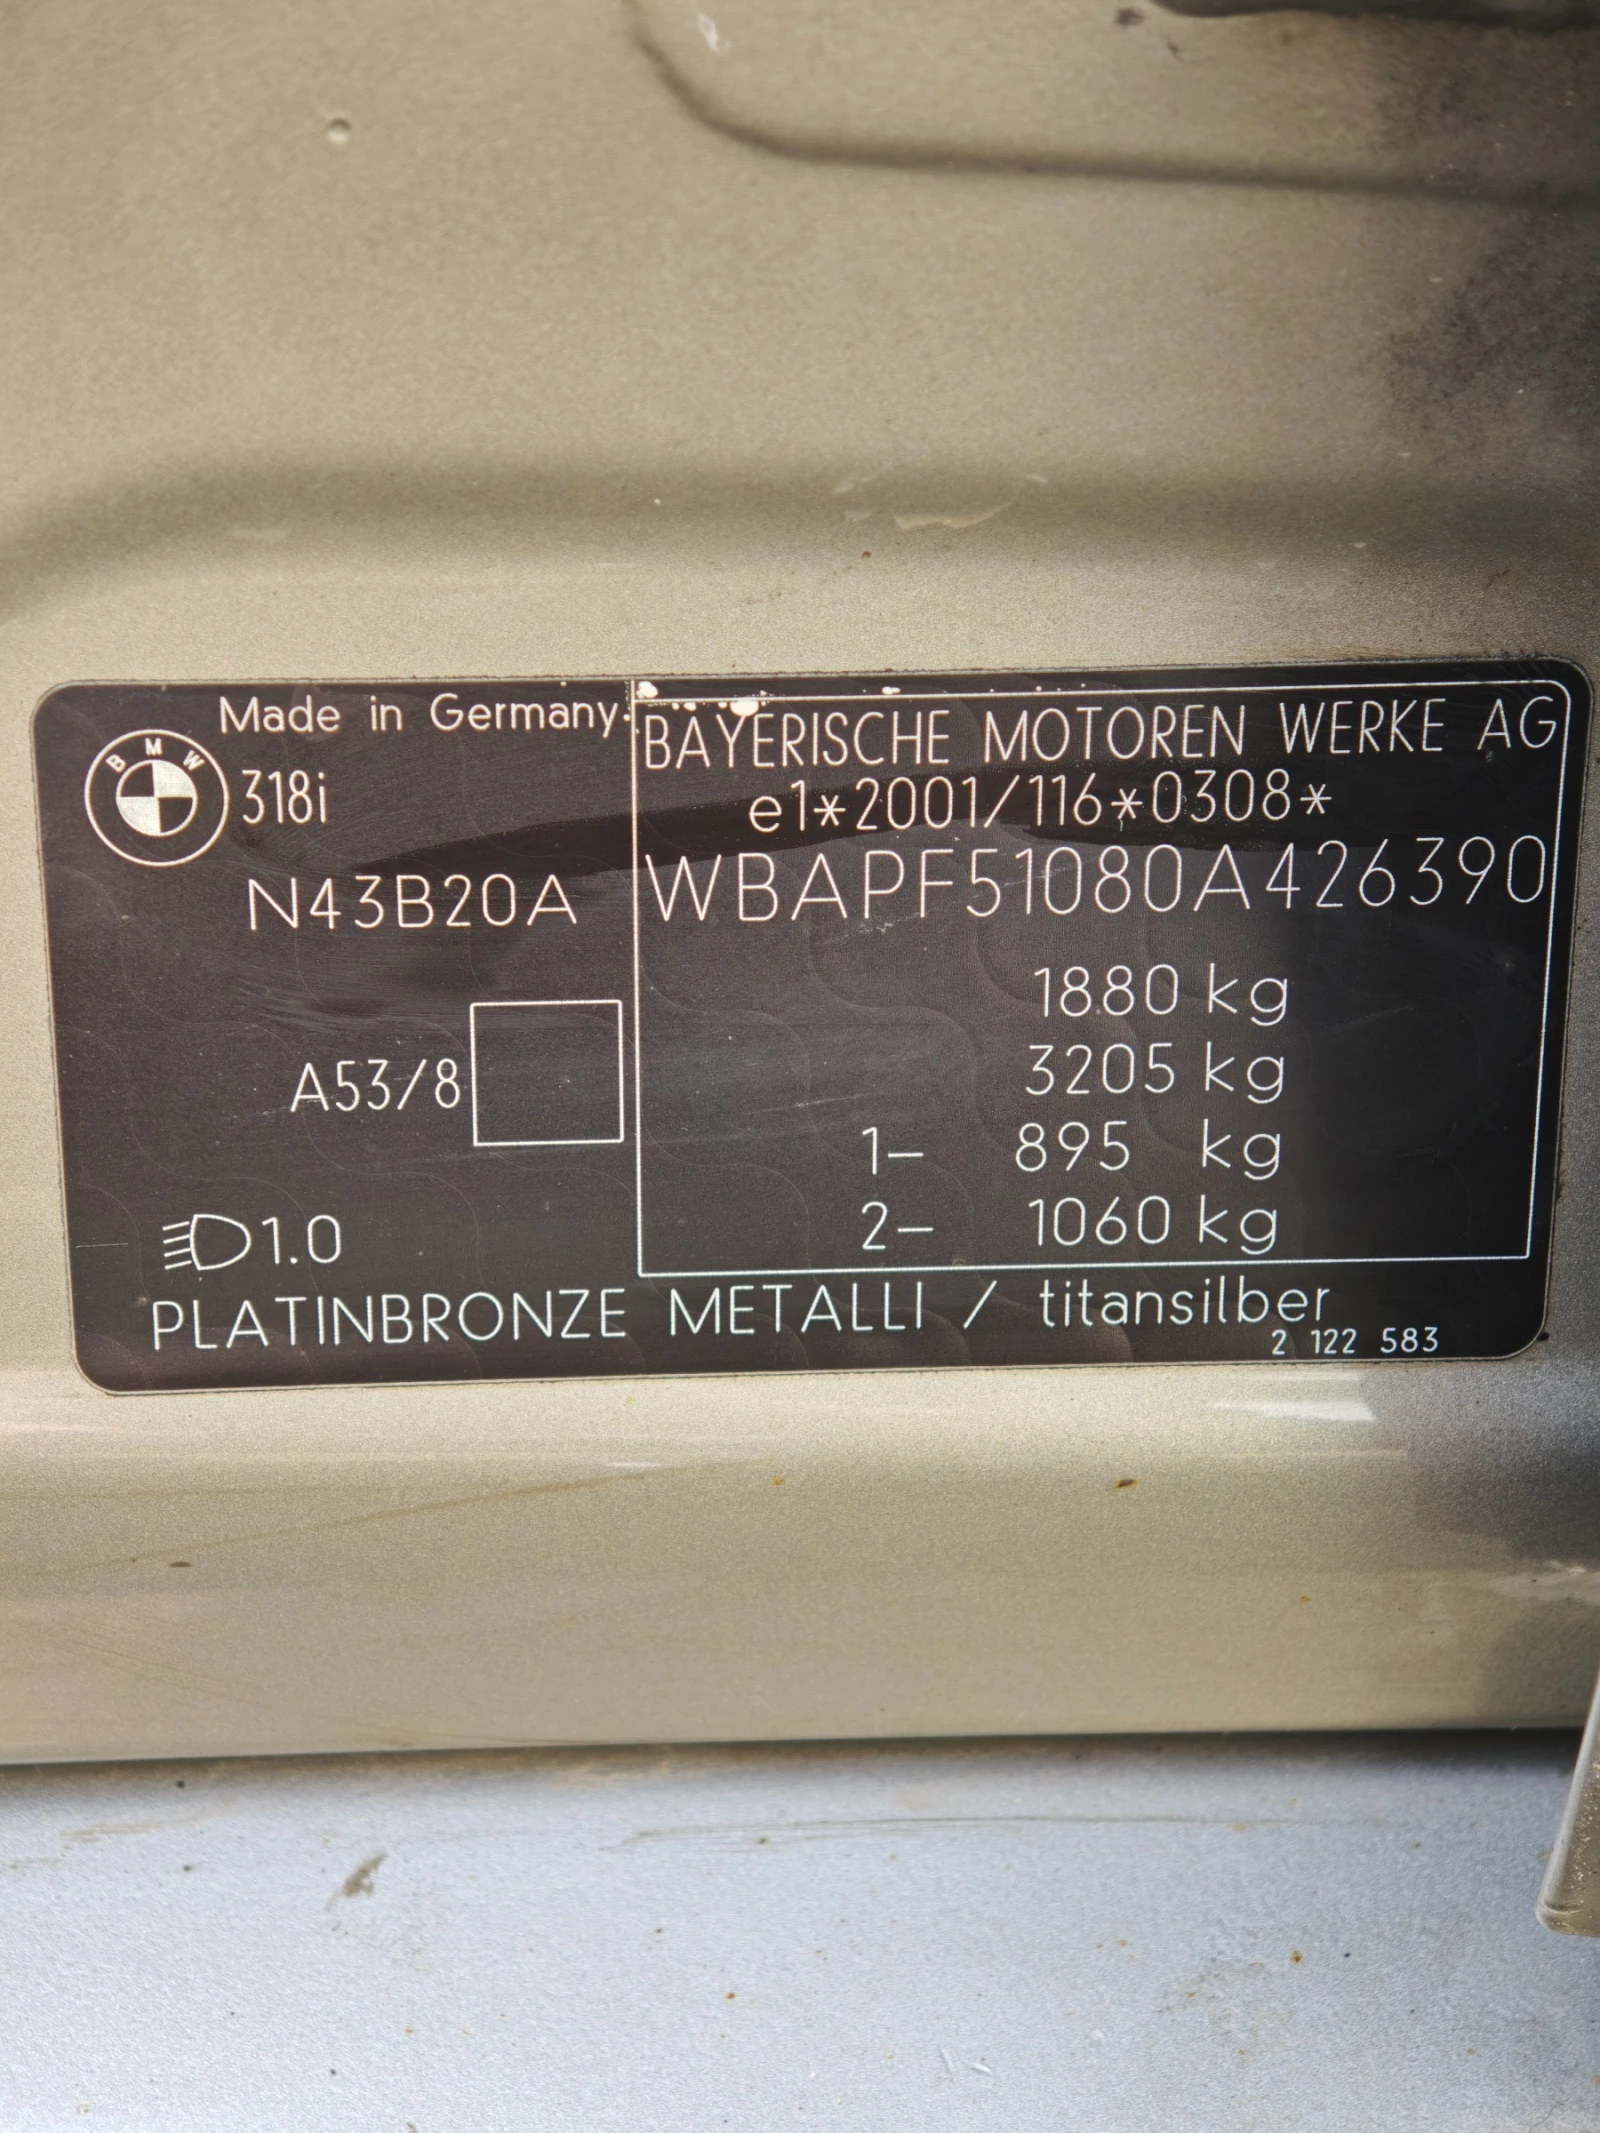 Made in Germany.
BMW
318i
N43B20A
A53/8
1.0
BAYERISCHE MOTOREN WERKE AG
e1*2001/116*0308*
WBAPF51080A426390
1880 kg
3205 kg
1- 895 kg
2- 1060 kg
PLATINBRONZE METALLI / titansilber
2 122 583